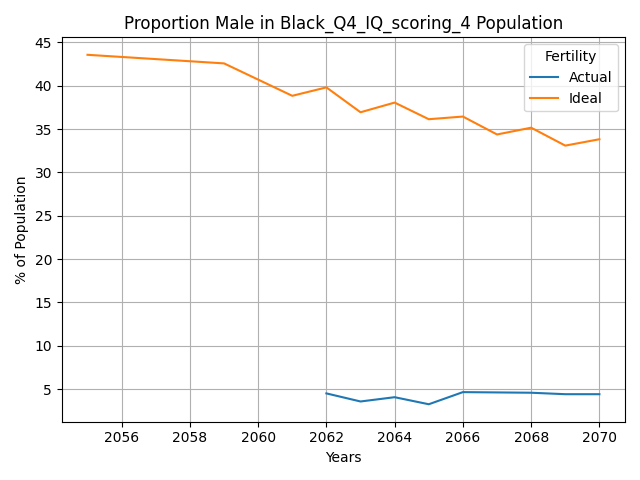 Proportion Male in Black_Q4_IQ_scoring_4 Population
% of Population
45
40
35
30
25
20
15
10
5
Fertility
Actual
Ideal
2056 2058 2060 2062 2064 2066 2068 2070
Years